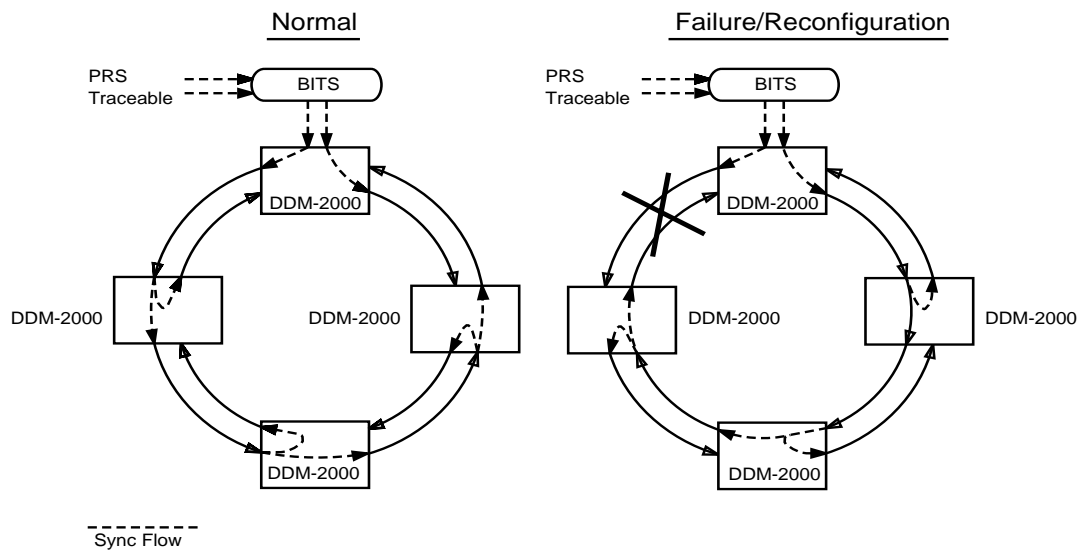 Normal
Failure/Reconfiguration
PRS
Traceable
BITS
DDM-2000
DDM-2000
DDM-2000
DDM-2000
PRS
Traceable
BITS
DDM-2000
DDM-2000
DDM-2000
DDM-2000
Sync Flow